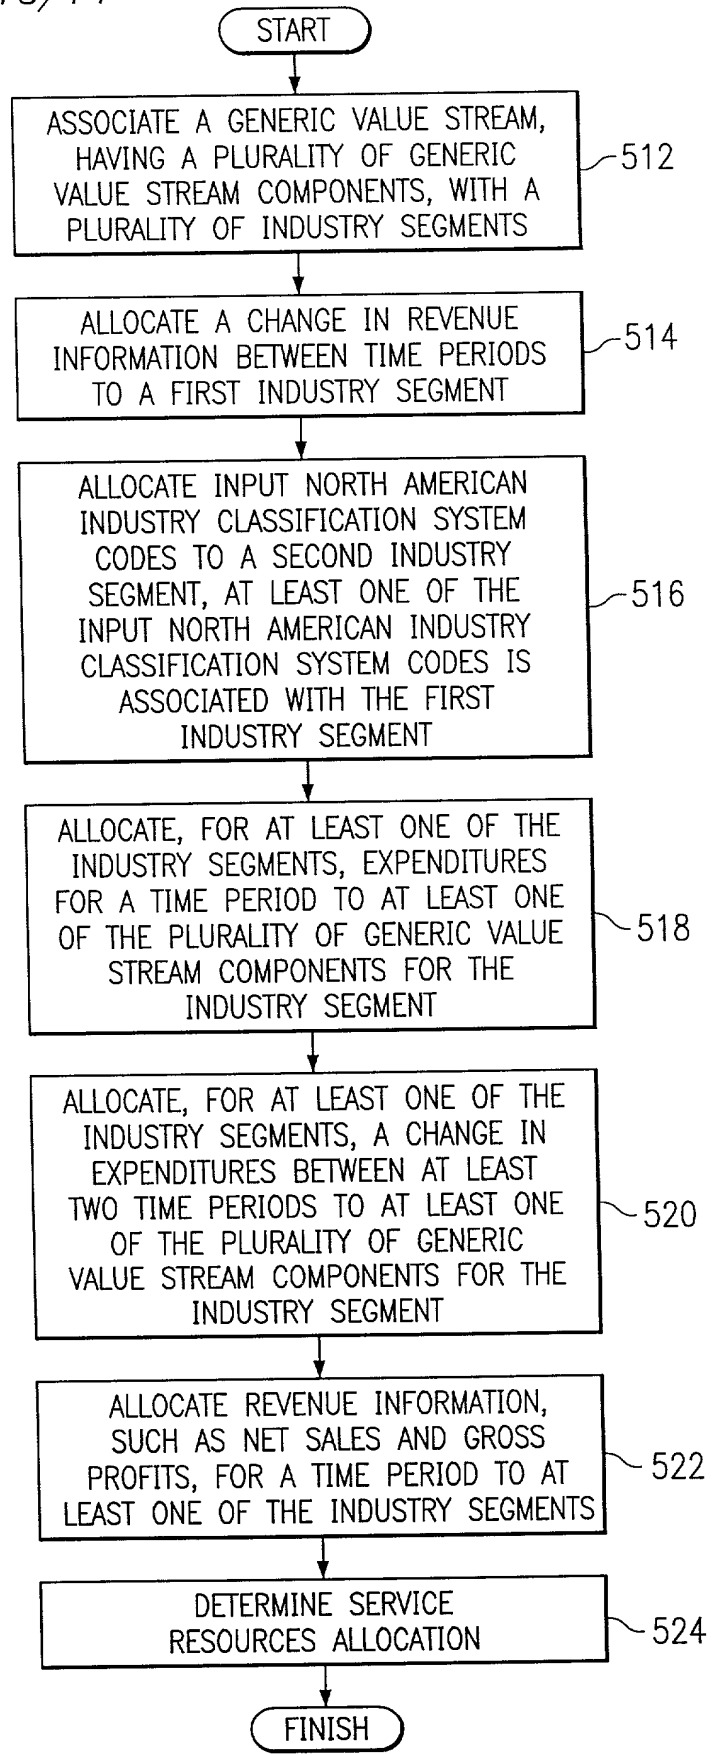 START
ASSOCIATE A GENERIC VALUE STREAM,
HAVING A PLURALITY OF GENERIC
VALUE STREAM COMPONENTS, WITH A
PLURALITY OF INDUSTRY SEGMENTS
512
ALLOCATE A CHANGE IN REVENUE
INFORMATION BETWEEN TIME PERIODS
TO A FIRST INDUSTRY SEGMENT
514
ALLOCATE INPUT NORTH AMERICAN
INDUSTRY CLASSIFICATION SYSTEM
CODES TO A SECOND INDUSTRY
SEGMENT, AT LEAST ONE OF THE
INPUT NORTH AMERICAN INDUSTRY
CLASSIFICATION SYSTEM CODES IS
ASSOCIATED WITH THE FIRST
INDUSTRY SEGMENT
516
ALLOCATE, FOR AT LEAST ONE OF THE
INDUSTRY SEGMENTS, EXPENDITURES
FOR A TIME PERIOD TO AT LEAST ONE
OF THE PLURALITY OF GENERIC VALUE
STREAM COMPONENTS FOR THE
INDUSTRY SEGMENT
518
ALLOCATE, FOR AT LEAST ONE OF THE
INDUSTRY SEGMENTS, A CHANGE IN
EXPENDITURES BETWEEN AT LEAST
TWO TIME PERIODS TO AT LEAST ONE
OF THE PLURALITY OF GENERIC
VALUE STREAM COMPONENTS FOR THE
INDUSTRY SEGMENT
520
ALLOCATE REVENUE INFORMATION,
SUCH AS NET SALES AND GROSS
PROFITS, FOR A TIME PERIOD TO AT
LEAST ONE OF THE INDUSTRY SEGMENTS
522
DETERMINE SERVICE
RESOURCES ALLOCATION
524
FINISH